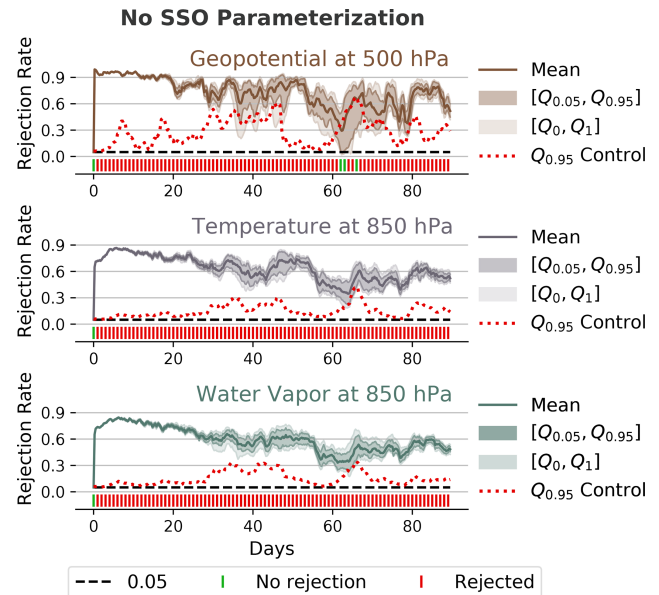 No SSO Parameterization
Geopotential at 500 hPa
Rejection Rate
0.9
0.6
0.3
0.0
0 20 40 60 80
Mean
[Q0.05, Q0.95]
[Q0, Q1]
Q0.95 Control
Temperature at 850 hPa
Rejection Rate
0.9
0.6
0.3
0.0
0 20 40 60 80
Mean
[Q0.05, Q0.95]
[Q0, Q1]
Q0.95 Control
Water Vapor at 850 hPa
Rejection Rate
0.9
0.6
0.3
0.0
0 20 40 60 80
Days
Mean
[Q0.05, Q0.95]
[Q0, Q1]
Q0.95 Control
0.05 No rejection Rejected